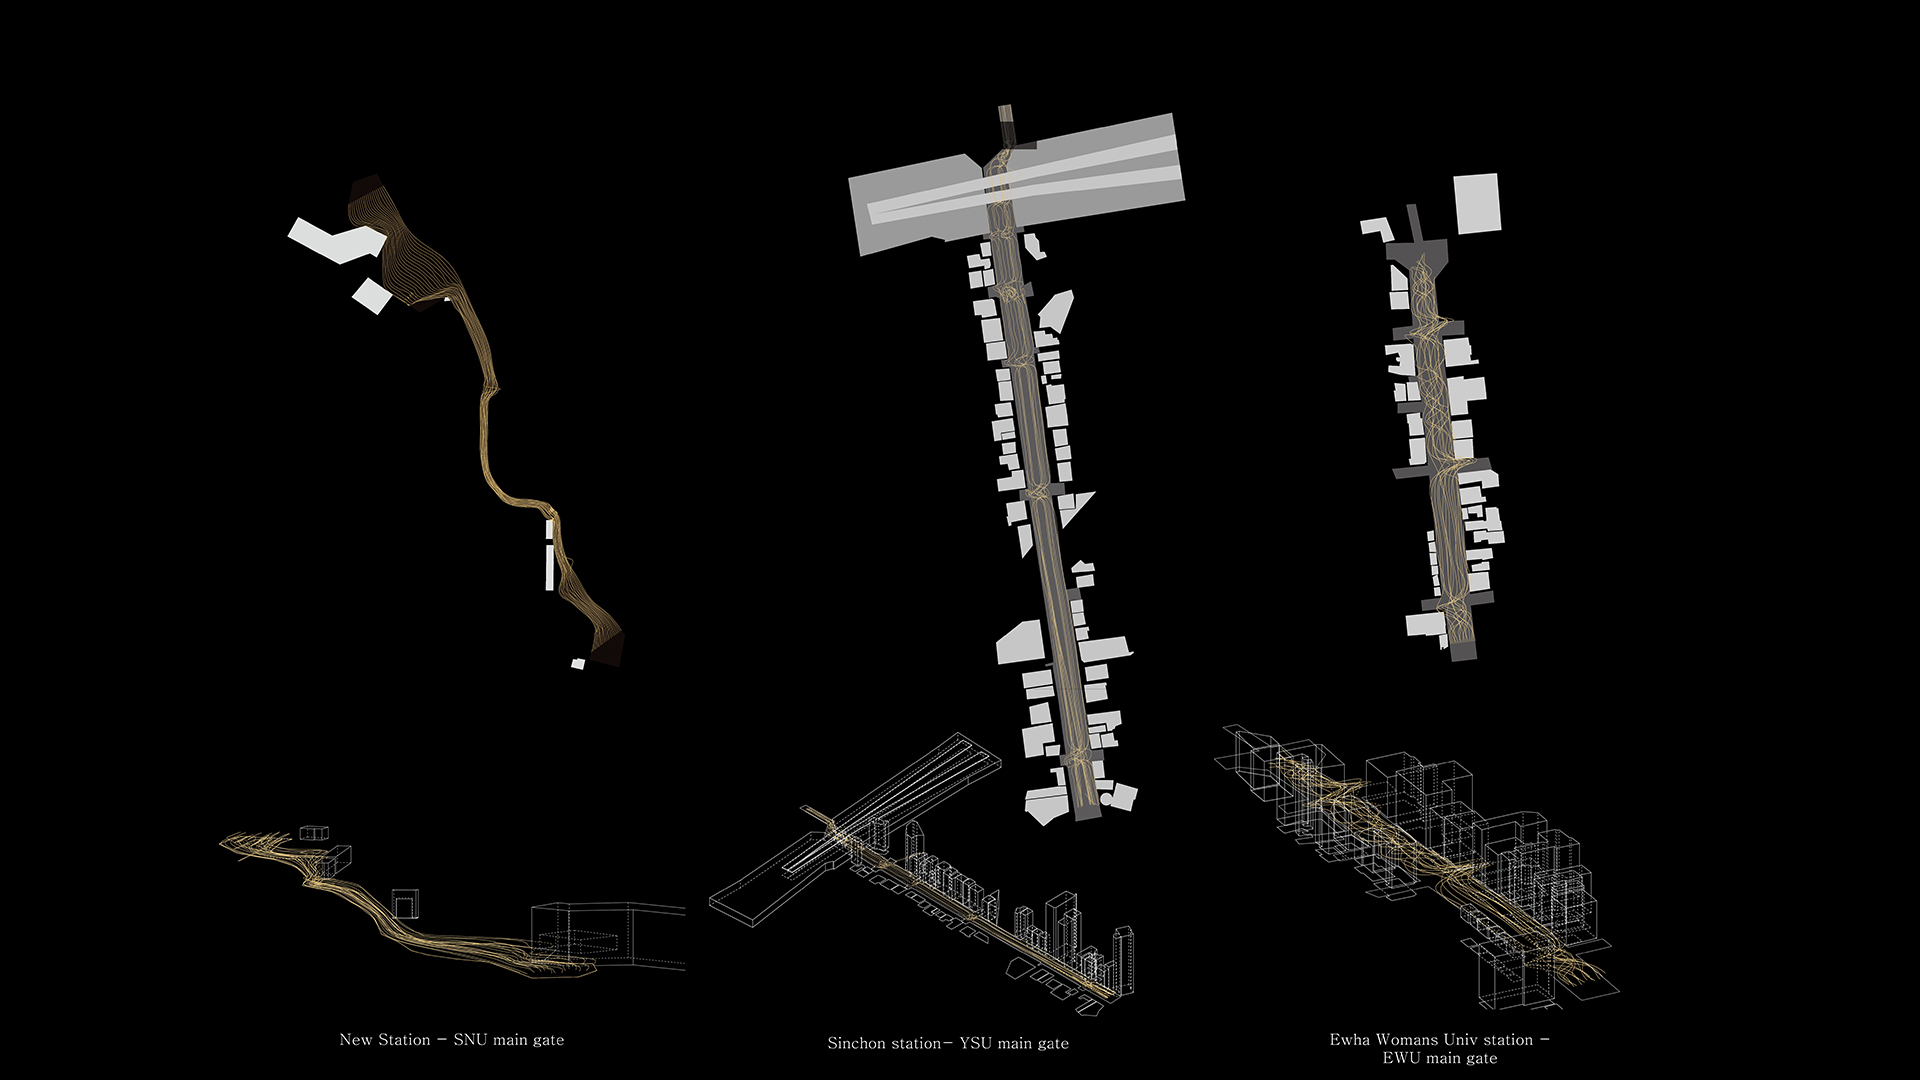 New Station – SNU main gate
Sinchon station– YSU main gate
Ewha Womans Univ station –
EWU main gate